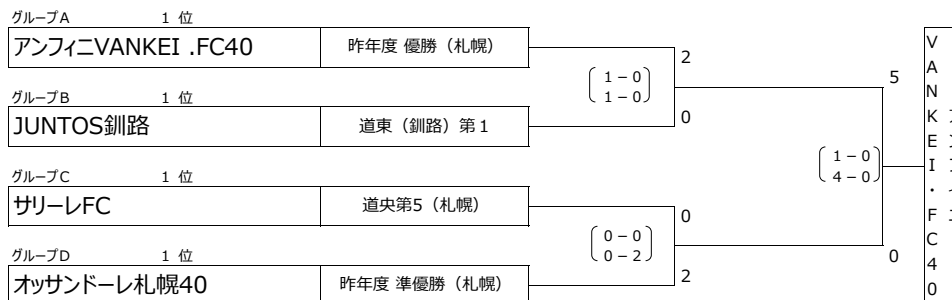 グループA 1 位
アンフィニVANKEI .FC40 昨年度 優勝（札幌）
2
( 1－0
1－0 )
5
グループB 1 位
JUNTOS釧路 道東（釧路）第１
0
( 1－0
4－0 )
グループC 1 位
サリーレFC 道央第5（札幌）
0
( 0－0
0－2 )
0
グループD 1 位
オッサンドーレ札幌40 昨年度 準優勝（札幌）
2
VANKEI・FC40